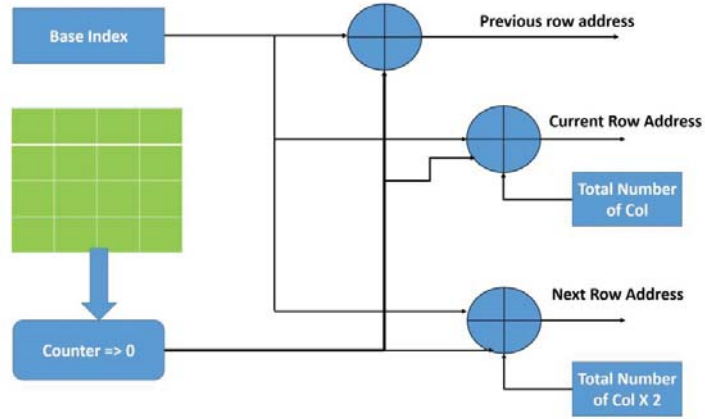 Previous row address
Base Index
Current Row Address
Total Number
of Col
Next Row Address
Counter => 0
Total Number
of Col X 2